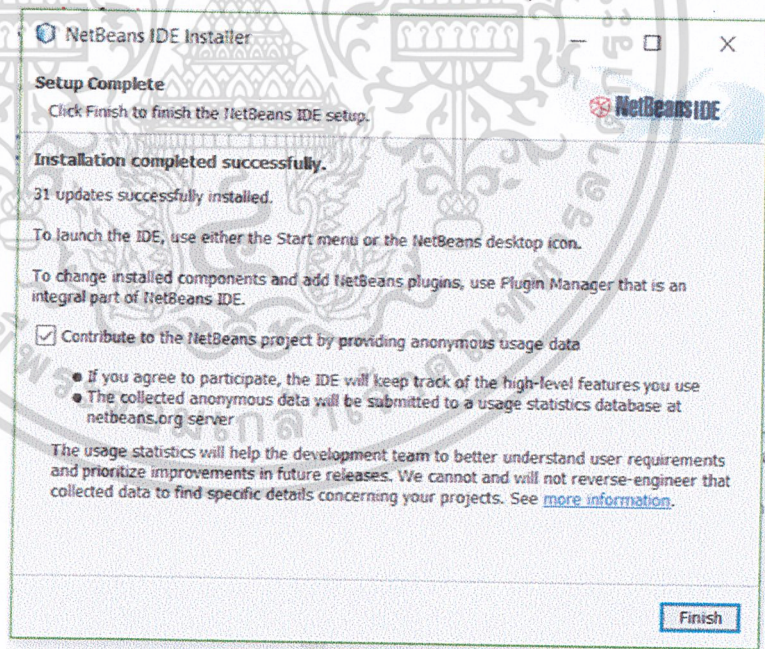 NetBeans IDE Installer
Setup Complete
Click Finish to finish the NetBeans IDE setup.
NetBeans IDE
Installation completed successfully.
31 updates successfully installed.
To launch the IDE, use either the Start menu or the NetBeans desktop icon.
To change installed components and add NetBeans plugins, use Plugin Manager that is an
integral part of NetBeans IDE.
Contribute to the NetBeans project by providing anonymous usage data
If you agree to participate, the IDE will keep track of the high-level features you use
The collected anonymous data will be submitted to a usage statistics database at
netbeans.org server
The usage statistics will help the development team to better understand user requirements
and prioritize improvements in future releases. We cannot and will not reverse-engineer that
collected data to find specific details concerning your projects. See more information.
Finish